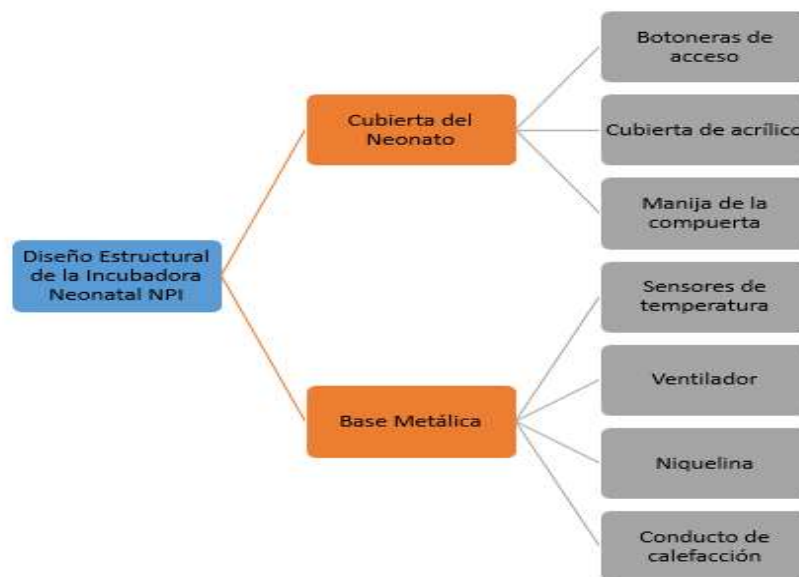 Diseño Estructural
de la Incubadora
Neonatal NPI
Cubierta del
Neonato
Botoneras de
acceso
Cubierta de acrílico
Manija de la
compuerta
Base Metálica
Sensores de
temperatura
Ventilador
Niquelina
Conducto de
calefacción